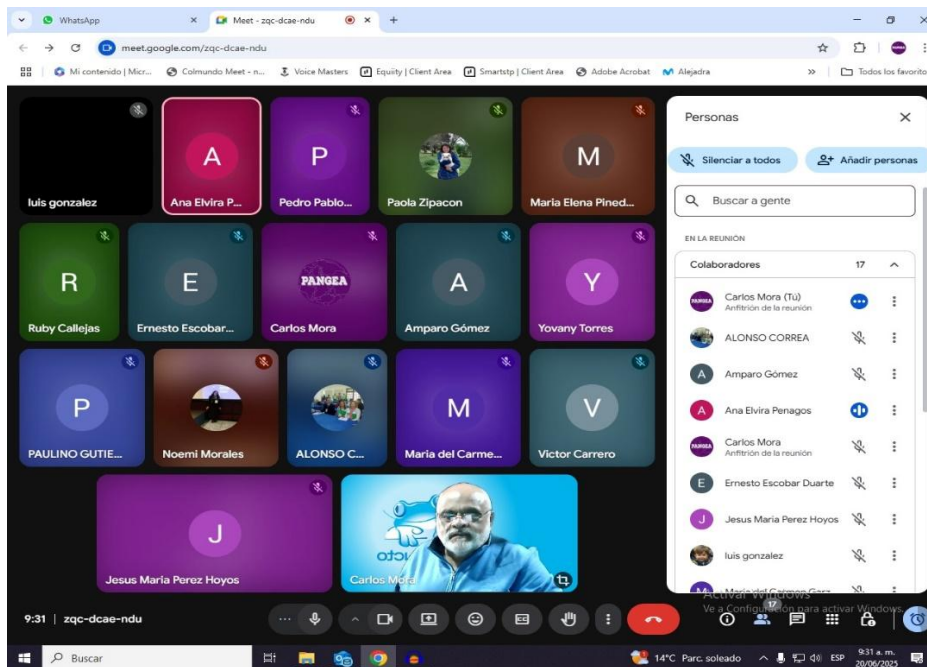 WhatsApp
Meet - zqc-dcae-ndu
meet.google.com/zqc-dcae-ndu
Mi contenido | Micr...
Colmundo Meet - n...
Voice Masters
Equiity | Client Area
Smartstp | Client Area
Adobe Acrobat
Alejadra
»
Todos los favorito
luis gonzalez
A
Ana Elvira P...
P
Pedro Pablo...
Paola Zipacon
M
Maria Elena Pined...
R
Ruby Callejas
E
Ernesto Escobar...
PANGEA
Carlos Mora
A
Amparo Gómez
Y
Yovany Torres
P
PAULINO GUTIE...
Noemi Morales
ALONSO C...
M
Maria del Carme...
V
Victor Carrero
J
Jesus Maria Perez Hoyos
Carlos Mora
Personas
Silenciar a todos
Añadir personas
Buscar a gente
EN LA REUNIÓN
Colaboradores 17
Carlos Mora (Tú)
Anfitrión de la reunión
ALONSO CORREA
A Amparo Gómez
A Ana Elvira Penagos
Carlos Mora
Anfitrión de la reunión
E Ernesto Escobar Duarte
J Jesus Maria Perez Hoyos
luis gonzalez
Activar Windows
Ve a Configuración para activar Windows.
9:31 | zqc-dcae-ndu
17
Buscar
14°C Parc. soleado
ESP
9:31 a. m.
20/06/2025